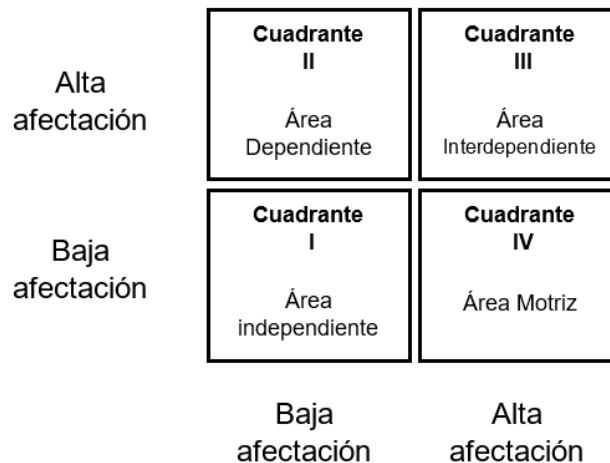 Alta
afectación
Cuadrante
II
Área
Dependiente
Cuadrante
III
Área
Interdependiente
Baja
afectación
Cuadrante
I
Área
independiente
Cuadrante
IV
Área Motriz
Baja
afectación
Alta
afectación